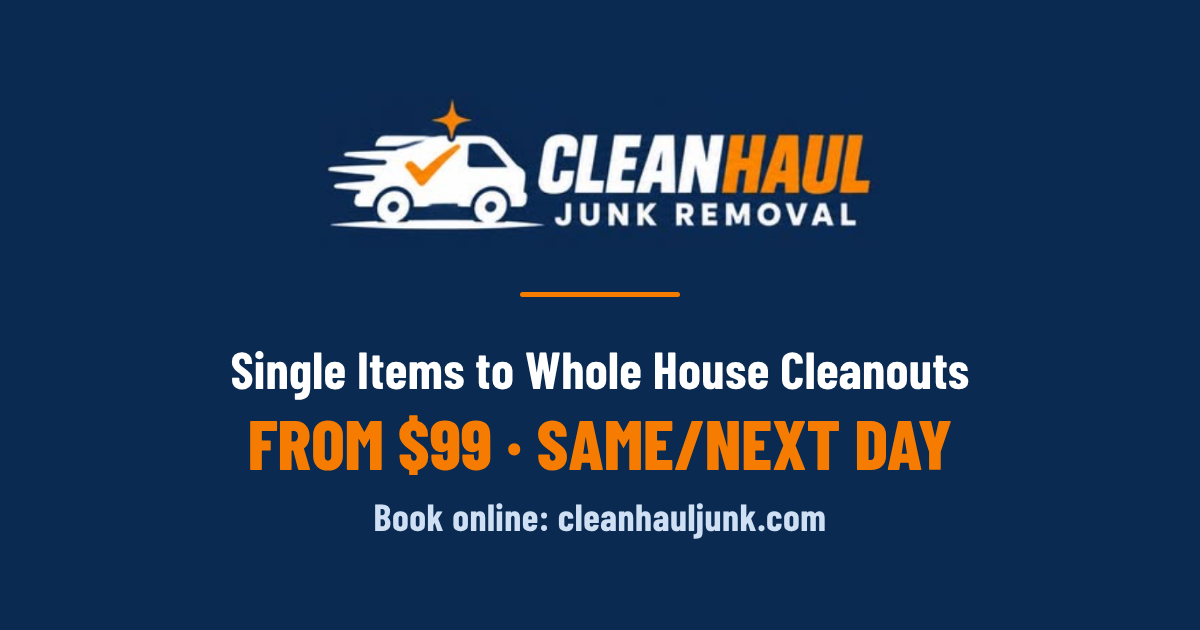 CLEANHAUL
JUNK REMOVAL
Single Items to Whole House Cleanouts
FROM $99 · SAME/NEXT DAY
Book online: cleanhauljunk.com